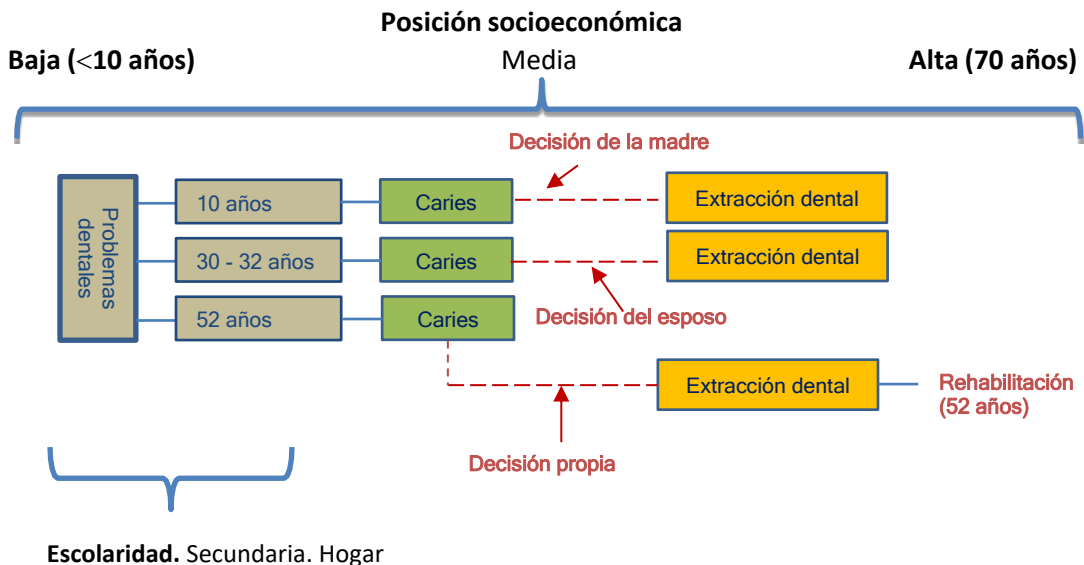 Posición socioeconómica
Baja (<10 años)
Media
Alta (70 años)
Decisión de la madre
Problemas
dentales
10 años
Caries
Extracción dental
30 - 32 años
Caries
Extracción dental
52 años
Caries
Decisión del esposo
Extracción dental
Rehabilitación
(52 años)
Decisión propia
Escolaridad. Secundaria. Hogar